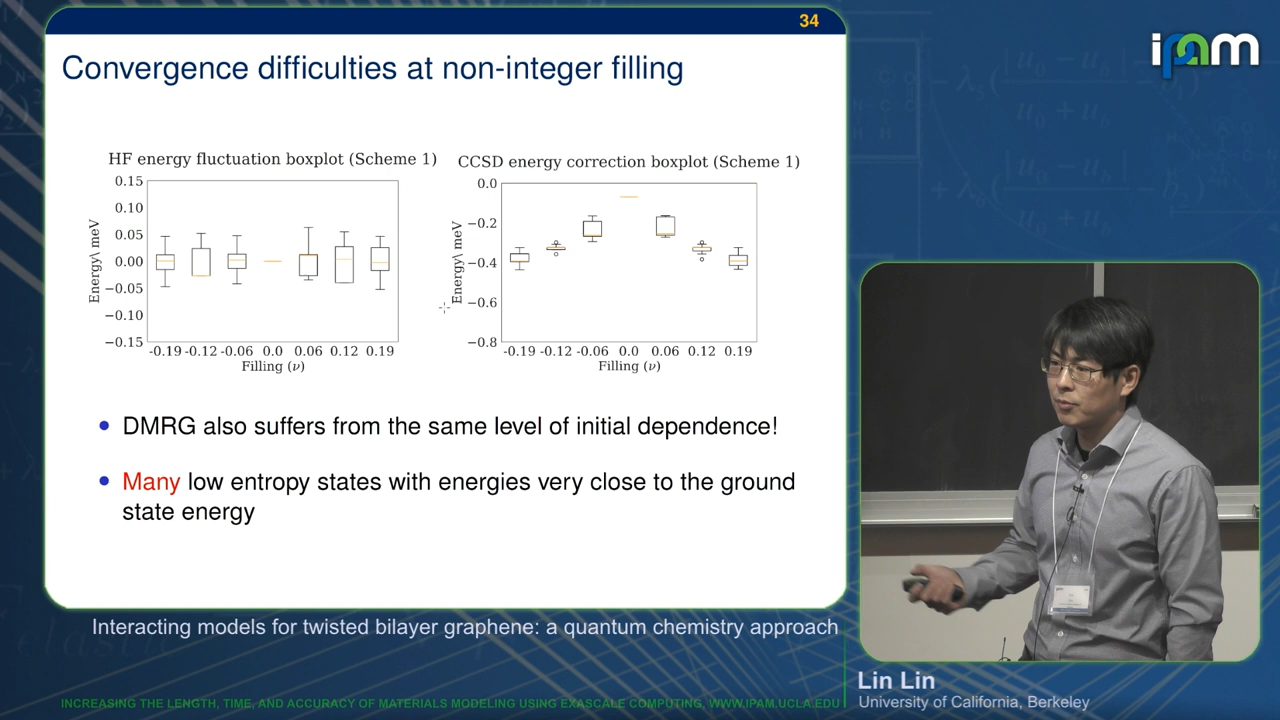 34
ipam
Convergence difficulties at non-integer filling
HF energy fluctuation boxplot (Scheme 1)
0.15
0.10
0.05
0.00
−0.05
−0.10
−0.15
Energy\ meV
-0.19 -0.12 -0.06 0.0 0.06 0.12 0.19
Filling (ν)
CCSD energy correction boxplot (Scheme 1)
0.0
−0.2
−0.4
−0.6
−0.8
Energy\ meV
-0.19 -0.12 -0.06 0.0 0.06 0.12 0.19
Filling (ν)
• DMRG also suffers from the same level of initial dependence!
• Many low entropy states with energies very close to the ground
state energy
Interacting models for twisted bilayer graphene: a quantum chemistry approach
Lin Lin
University of California, Berkeley
INCREASING THE LENGTH, TIME, AND ACCURACY OF MATERIALS MODELING USING EXASCALE COMPUTING, WWW.IPAM.UCLA.EDU